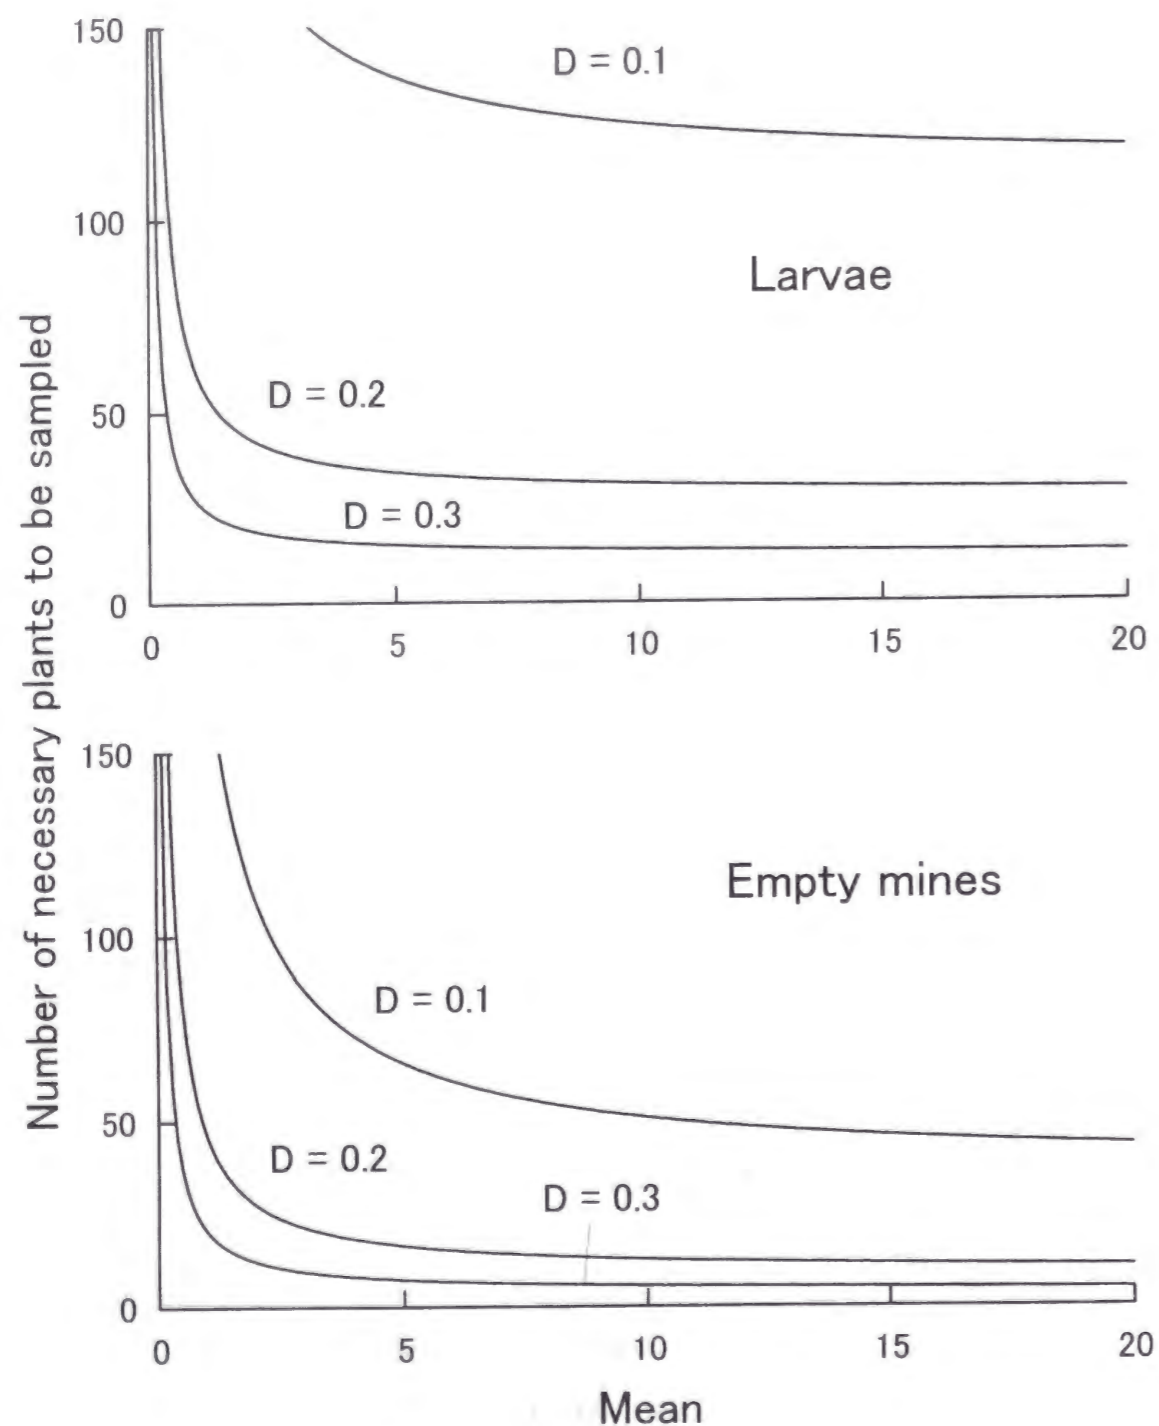 Number of necessary plants to be sampled
150
100
50
0
D = 0.1
Larvae
D = 0.2
D = 0.3
0 5 10 15 20
150
100
50
0
Empty mines
D = 0.1
D = 0.2
D = 0.3
0 5 10 15 20
Mean